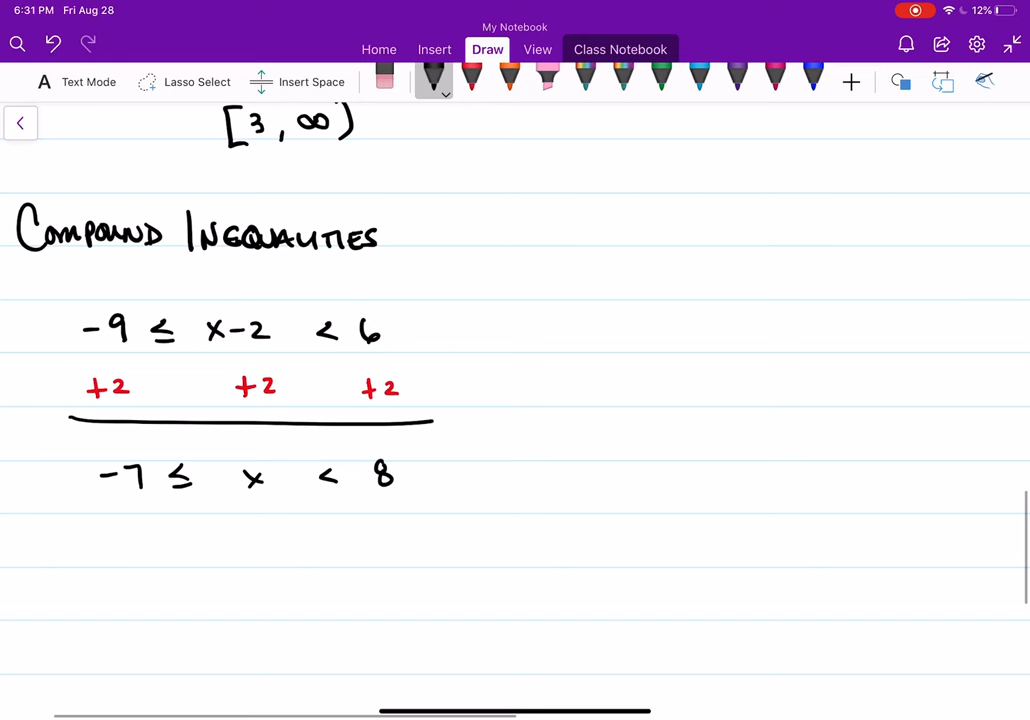 6:31 PM Fri Aug 28
12%
My Notebook
Home Insert Draw View Class Notebook
A Text Mode Lasso Select Insert Space
[3, ∞)
COMPOUND INEQUALITIES
-9 ≤ x-2 < 6
+2 +2 +2
-7 ≤ x < 8